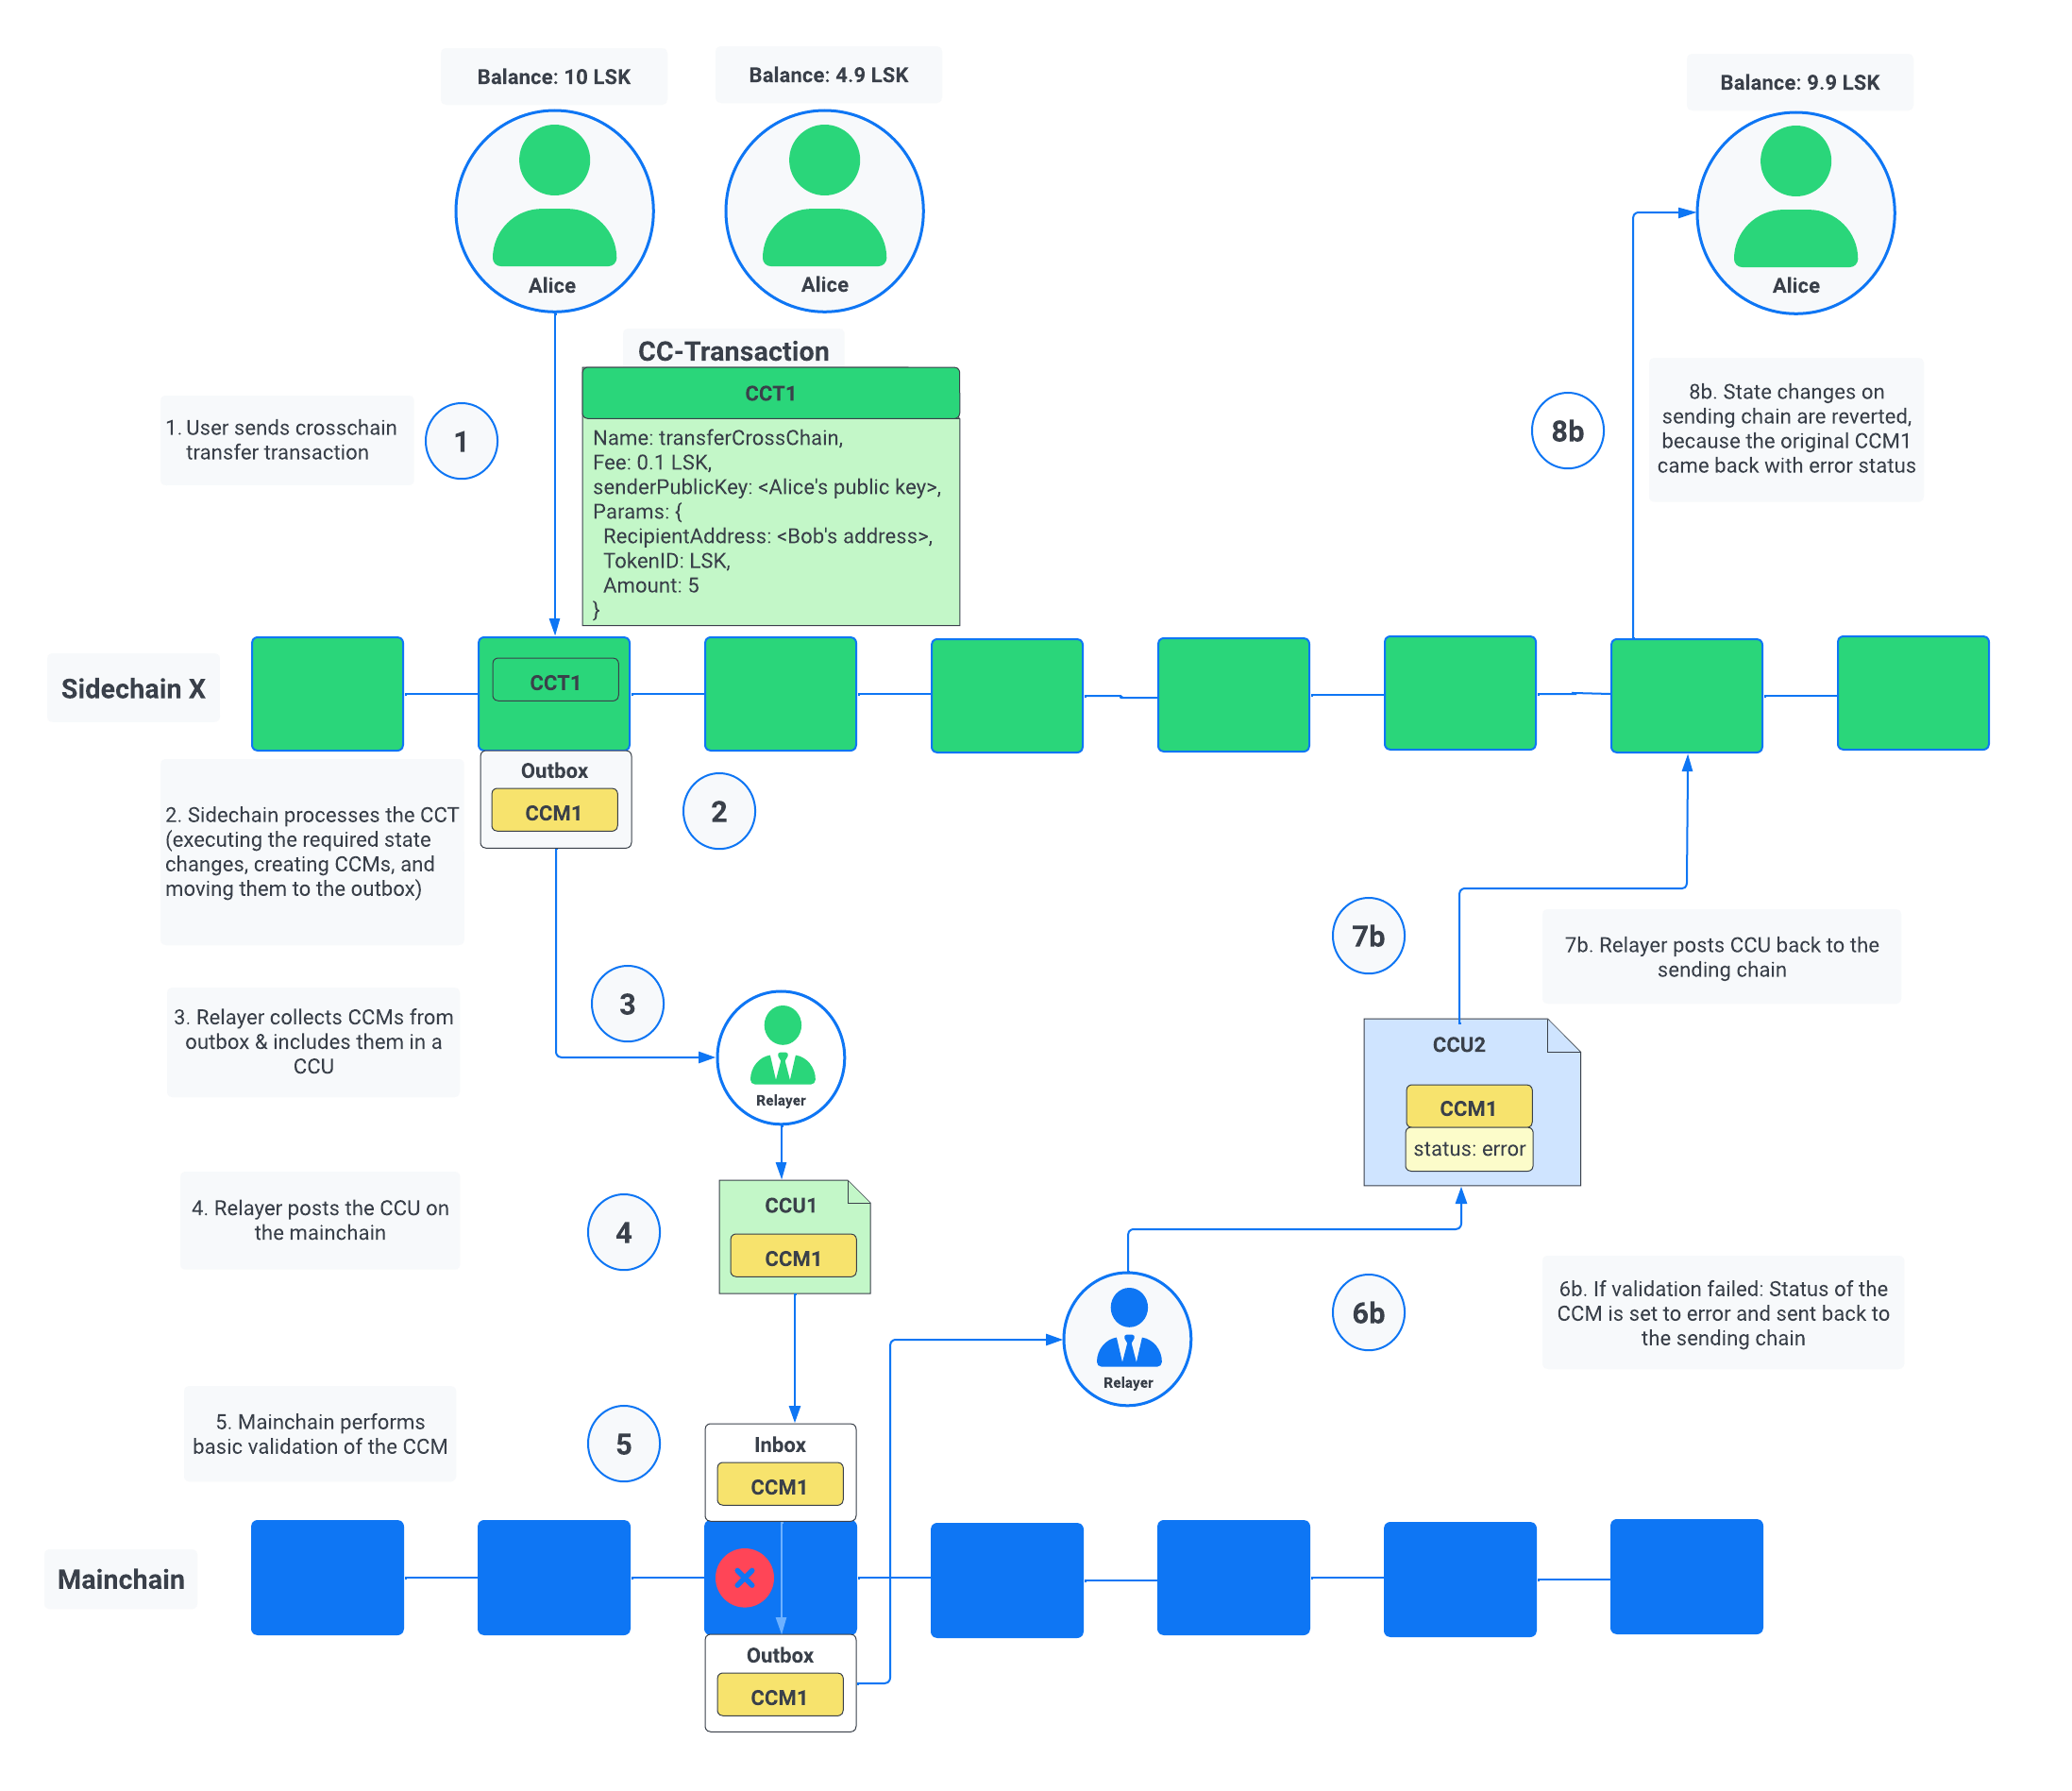 Balance: 10 LSK
Balance: 4.9 LSK
Balance: 9.9 LSK
Alice
Alice
Alice
CC-Transaction
CCT1
Name: transferCrossChain,
Fee: 0.1 LSK,
senderPublicKey: <Alice's public key>,
Params: {
RecipientAddress: <Bob's address>,
TokenID: LSK,
Amount: 5
}
1. User sends crosschain
transfer transaction
1
8b
8b. State changes on
sending chain are reverted,
because the original CCM1
came back with error status
Sidechain X
CCT1
Outbox
CCM1
2
2. Sidechain processes the CCT
(executing the required state
changes, creating CCMs, and
moving them to the outbox)
7b
7b. Relayer posts CCU back to the
sending chain
3. Relayer collects CCMs from
outbox & includes them in a
CCU
3
Relayer
CCU2
CCM1
status: error
4. Relayer posts the CCU on
the mainchain
4
CCU1
CCM1
Relayer
6b
6b. If validation failed: Status of the
CCM is set to error and sent back to
the sending chain
5. Mainchain performs
basic validation of the CCM
5
Inbox
CCM1
Mainchain
Outbox
CCM1